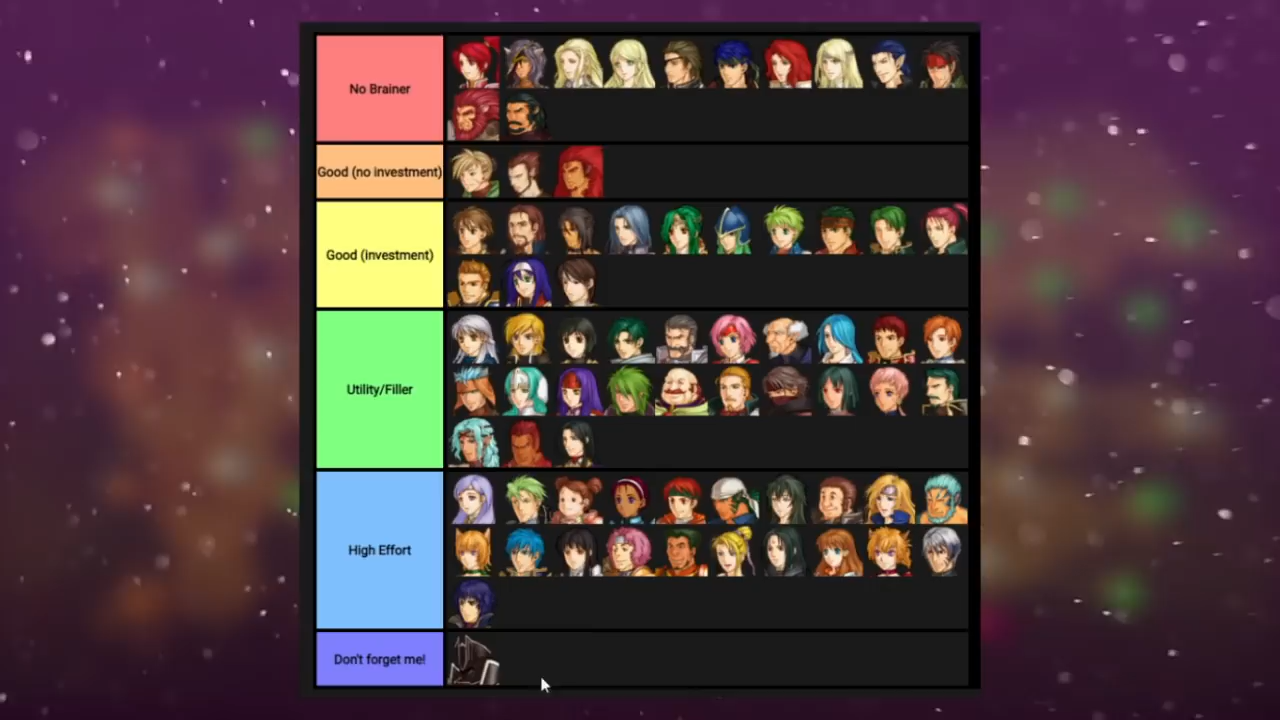 No Brainer
Good (no investment)
Good (investment)
Utility/Filler
High Effort
Don't forget me!